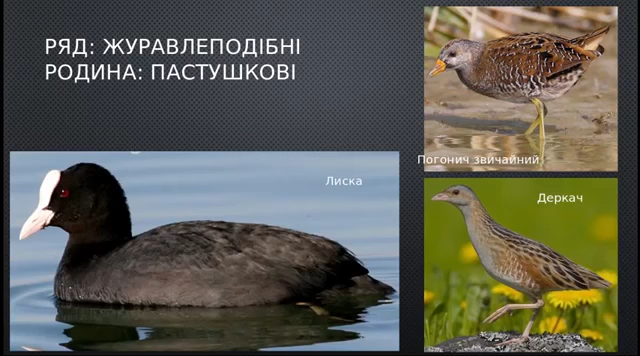 РЯД: ЖУРАВЛЕПОДІБНІ
РОДИНА: ПАСТУШКОВІ
Погонич звичайний
Лиска
Деркач